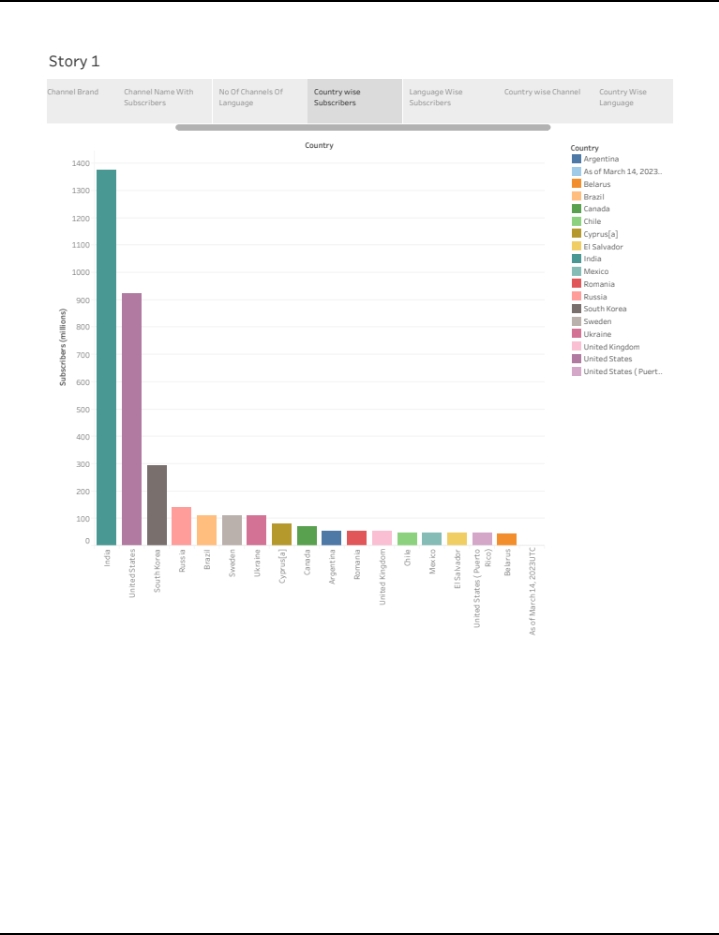 Story 1
Channel Brand
Channel Name With
Subscribers
No Of Channels Of
Language
Country wise
Subscribers
Language Wise
Subscribers
Country wise Channel
Country Wise
Language
Country
Subscribers (millions)
1400
1300
1200
1100
1000
900
800
700
600
500
400
300
200
100
0
India
United States
South Korea
Russia
Brazil
Sweden
Ukraine
Cyprus[a]
Canada
Argentina
Romania
United Kingdom
Chile
Mexico
El Salvador
United States ( Puerto
Rico)
Belarus
As of March 14, 2023UTC
Country
Argentina
As of March 14, 2023..
Belarus
Brazil
Canada
Chile
Cyprus[a]
El Salvador
India
Mexico
Romania
Russia
South Korea
Sweden
Ukraine
United Kingdom
United States
United States ( Puert..